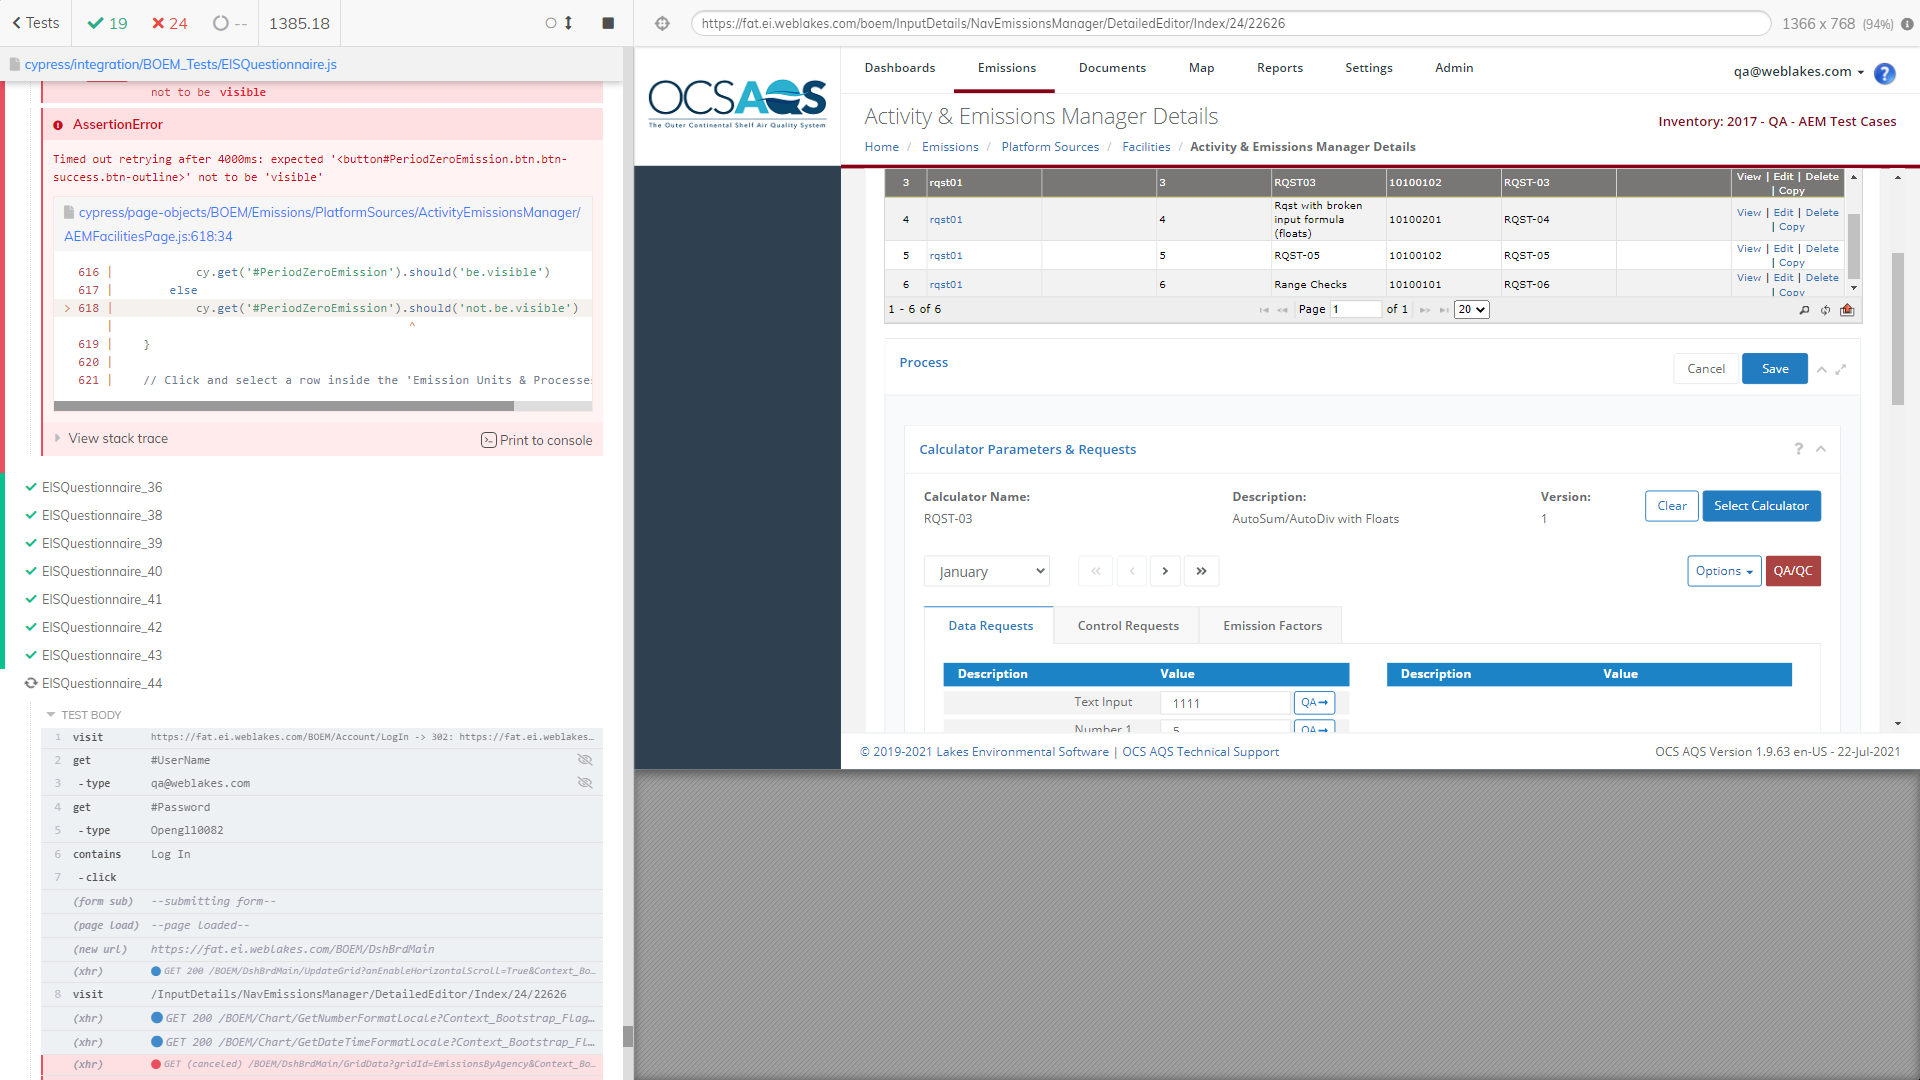 Tests
19
24
--
1385.18
cypress/integration/BOEM_Tests/EISQuestionnaire.js
not to be visible
AssertionError
Timed out retrying after 4000ms: expected '<button#PeriodZeroEmission.btn.btn-
success.btn-outline>' not to be 'visible'
cypress/page-objects/BOEM/Emissions/PlatformSources/ActivityEmissionsManager/
AEMFacilitiesPage.js:618:34
616 | cy.get('#PeriodZeroEmission').should('be.visible')
617 | else
> 618 | cy.get('#PeriodZeroEmission').should('not.be.visible')
| ^
619 | }
620 |
621 | // Click and select a row inside the 'Emission Units & Processe
View stack trace
Print to console
EISQuestionnaire_36
EISQuestionnaire_38
EISQuestionnaire_39
EISQuestionnaire_40
EISQuestionnaire_41
EISQuestionnaire_42
EISQuestionnaire_43
EISQuestionnaire_44
TEST BODY
1 visit https://fat.ei.weblakes.com/BOEM/Account/LogIn -> 302: https://fat.ei.weblakes...
2 get #UserName
3 -type qa@weblakes.com
4 get #Password
5 -type Opengl10082
6 contains Log In
7 -click
(form sub) --submitting form--
(page load) --page loaded--
(new url) https://fat.ei.weblakes.com/BOEM/DshBrdMain
(xhr) GET 200 /BOEM/DshBrdMain/UpdateGrid?anEnableHorizontalScroll=True&Context_Bo...
8 visit /InputDetails/NavEmissionsManager/DetailedEditor/Index/24/22626
(xhr) GET 200 /BOEM/Chart/GetNumberFormatLocale?Context_Bootstrap_Flag...
(xhr) GET 200 /BOEM/Chart/GetDateTimeFormatLocale?Context_Bootstrap_Fl...
(xhr) GET (canceled) /BOEM/DshBrdMain/GridData?gridId=EmissionsByAgency&Context_Bo...
https://fat.ei.weblakes.com/boem/InputDetails/NavEmissionsManager/DetailedEditor/Index/24/22626
1366 x 768 (94%)
OCSAQS
The Outer Continental Shelf Air Quality System
Dashboards Emissions Documents Map Reports Settings Admin
qa@weblakes.com
Activity & Emissions Manager Details
Inventory: 2017 - QA - AEM Test Cases
Home / Emissions / Platform Sources / Facilities / Activity & Emissions Manager Details
3 rqst01 3 RQST03 10100102 RQST-03 View | Edit | Delete
| Copy
4 rqst01 4 Rqst with broken input formula (floats) 10100201 RQST-04 View | Edit | Delete
| Copy
5 rqst01 5 RQST-05 10100102 RQST-05 View | Edit | Delete
| Copy
6 rqst01 6 Range Checks 10100101 RQST-06 View | Edit | Delete
| Copy
1 - 6 of 6
Page 1 of 1 20
Process
Cancel Save
Calculator Parameters & Requests
?
Calculator Name: Description: Version:
RQST-03 AutoSum/AutoDiv with Floats 1
Clear Select Calculator
January
Options QA/QC
Data Requests Control Requests Emission Factors
Description Value Description Value
Text Input 1111 QA
Number 1 5 QA
© 2019-2021 Lakes Environmental Software | OCS AQS Technical Support
OCS AQS Version 1.9.63 en-US - 22-Jul-2021